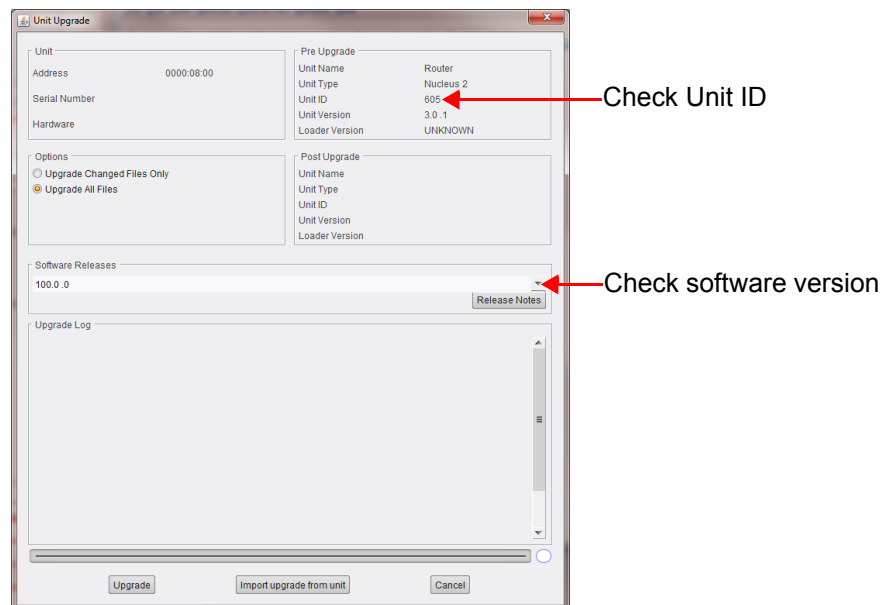 Unit Upgrade
Unit
Address 0000:08:00
Serial Number
Hardware
Pre Upgrade
Unit Name Router
Unit Type Nucleus 2
Unit ID 605
Unit Version 3.0 .1
Loader Version UNKNOWN
Check Unit ID
Options
Upgrade Changed Files Only
Upgrade All Files
Post Upgrade
Unit Name
Unit Type
Unit ID
Unit Version
Loader Version
Software Releases
100.0 .0
Check software version
Release Notes
Upgrade Log
Upgrade Import upgrade from unit Cancel